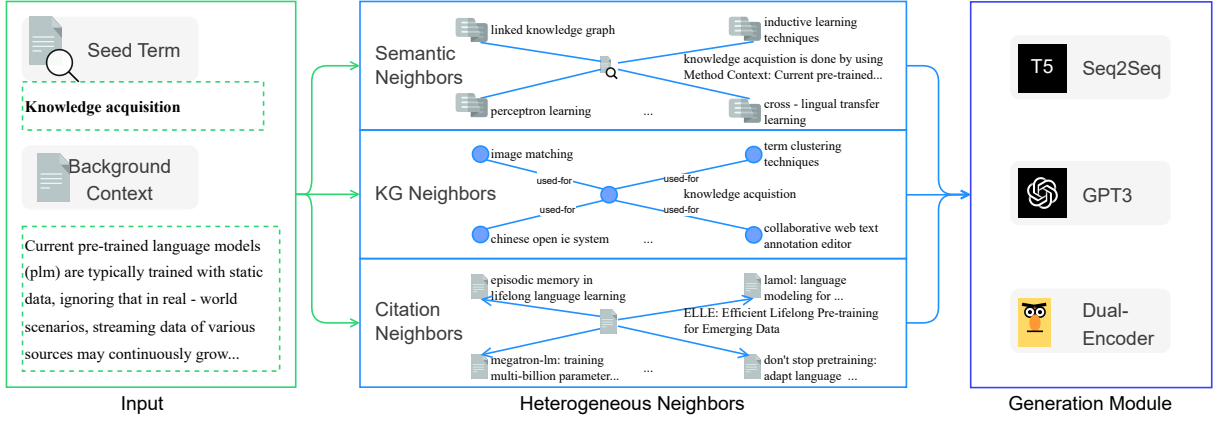 Seed Term
Knowledge acquisition
Background
Context
Current pre-trained language models
(plm) are typically trained with static
data, ignoring that in real - world
scenarios, streaming data of various
sources may continuously grow...
Input
Semantic
Neighbors
linked knowledge graph
inductive learning
techniques
knowledge acquistion is done by using
Method Context: Current pre-trained...
perceptron learning
...
cross - lingual transfer
learning
KG Neighbors
image matching
term clustering
techniques
used-for
used-for
knowledge acquistion
used-for
used-for
chinese open ie system
...
collaborative web text
annotation editor
Citation
Neighbors
episodic memory in
lifelong language learning
lamol: language
modeling for ...
ELLE: Efficient Lifelong Pre-training
for Emerging Data
megatron-lm: training
multi-billion parameter...
...
don't stop pretraining:
adapt language ...
Heterogeneous Neighbors
T5
Seq2Seq
GPT3
Dual-
Encoder
Generation Module